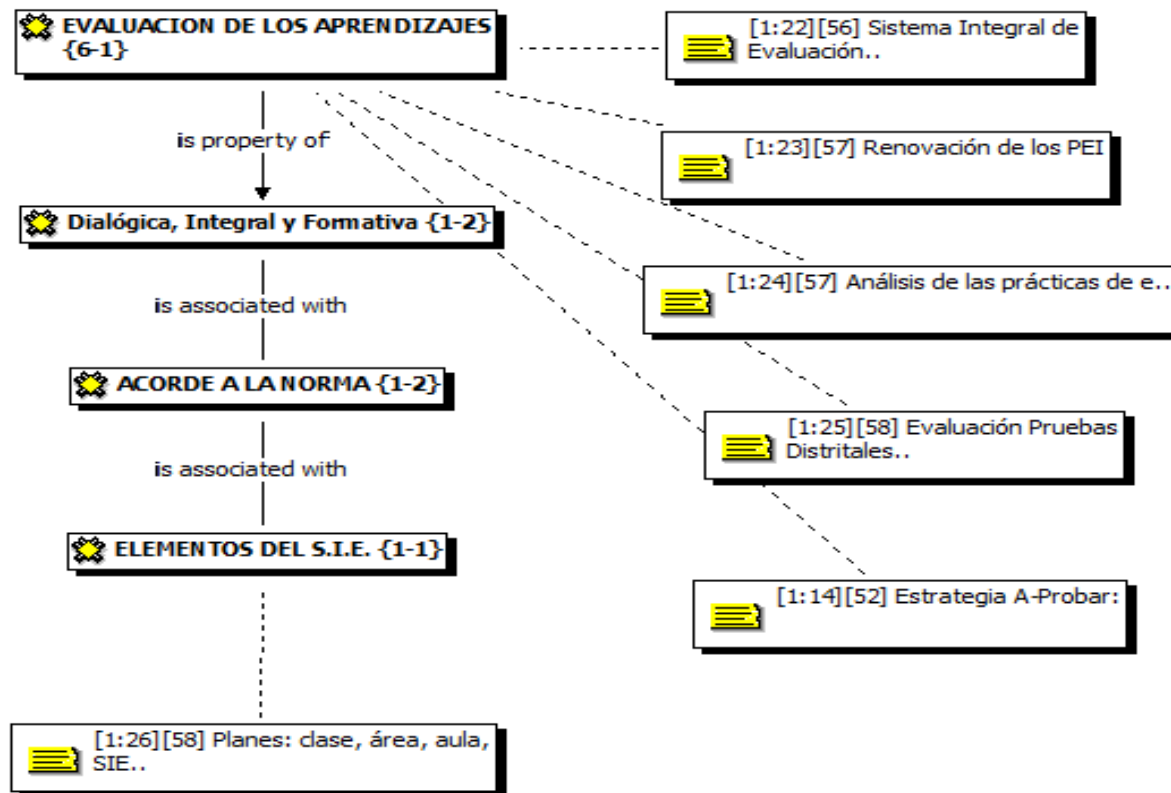 EVALUACION DE LOS APRENDIZAJES
{6-1}
[1:22][56] Sistema Integral de
Evaluación..
is property of
[1:23][57] Renovación de los PEI
Dialógica, Integral y Formativa {1-2}
[1:24][57] Análisis de las prácticas de e..
is associated with
ACORDE A LA NORMA {1-2}
[1:25][58] Evaluación Pruebas
Distritales..
is associated with
ELEMENTOS DEL S.I.E. {1-1}
[1:14][52] Estrategia A-Probar:
[1:26][58] Planes: clase, área, aula,
SIE..